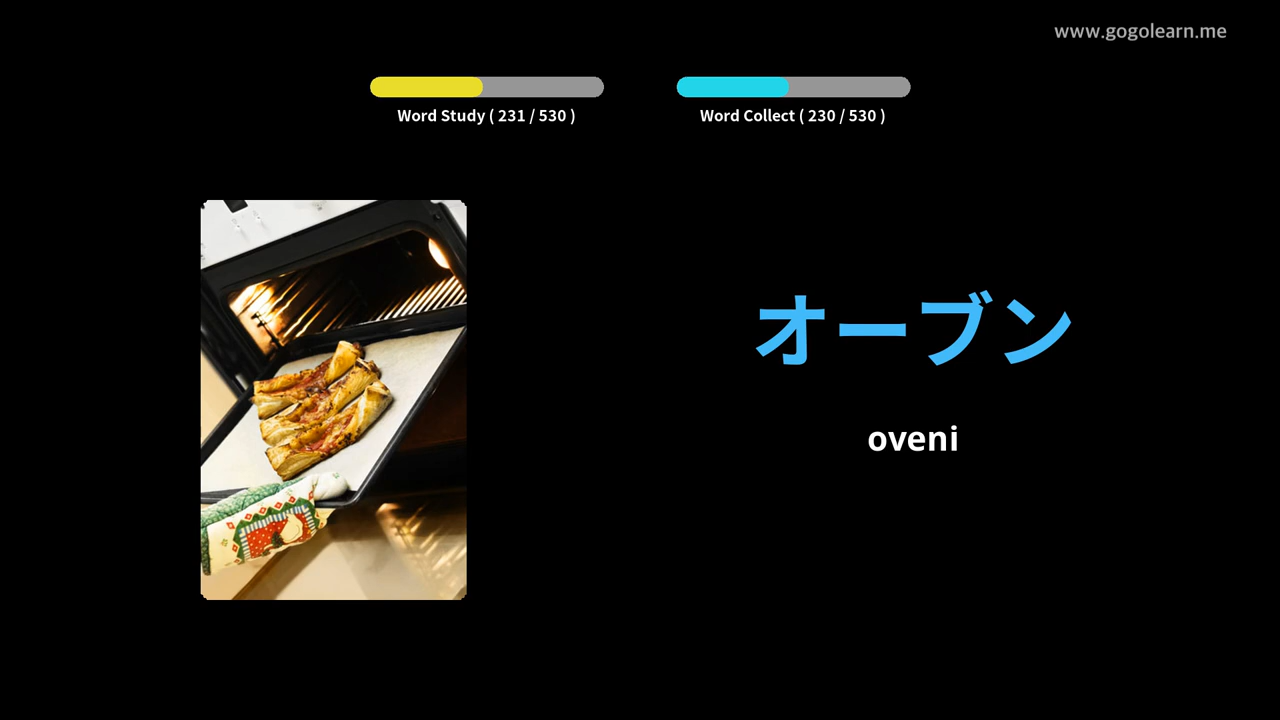 www.gogolearn.me
Word Study ( 231 / 530 )
Word Collect ( 230 / 530 )
オーブン
oveni